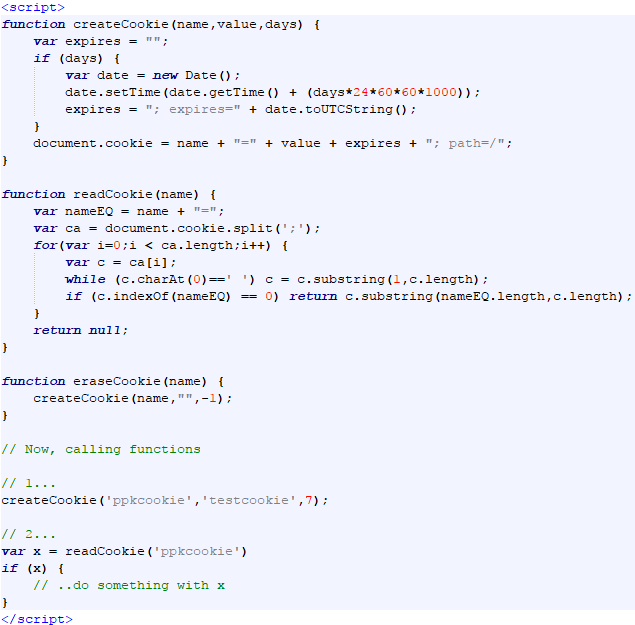 <script>
function createCookie(name,value,days) {
    var expires = "";
    if (days) {
        var date = new Date();
        date.setTime(date.getTime() + (days*24*60*60*1000));
        expires = "; expires=" + date.toUTCString();
    }
    document.cookie = name + "=" + value + expires + "; path=/";
}

function readCookie(name) {
    var nameEQ = name + "=";
    var ca = document.cookie.split(';');
    for(var i=0;i < ca.length;i++) {
        var c = ca[i];
        while (c.charAt(0)==' ') c = c.substring(1,c.length);
        if (c.indexOf(nameEQ) == 0) return c.substring(nameEQ.length,c.length);
    }
    return null;
}

function eraseCookie(name) {
    createCookie(name,"",-1);
}

// Now, calling functions

// 1...
createCookie('ppkcookie','testcookie',7);

// 2...
var x = readCookie('ppkcookie')
if (x) {
    // ..do something with x
}
</script>